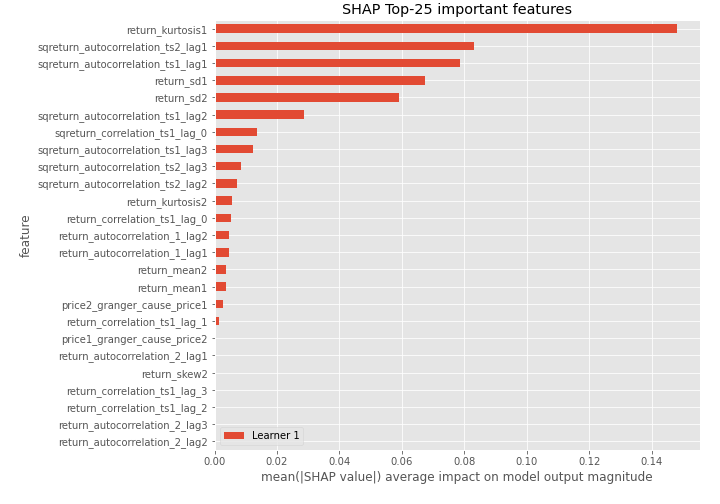 SHAP Top-25 important features
return_kurtosis1
sqreturn_autocorrelation_ts2_lag1
sqreturn_autocorrelation_ts1_lag1
return_sd1
return_sd2
sqreturn_autocorrelation_ts1_lag2
sqreturn_correlation_ts1_lag_0
sqreturn_autocorrelation_ts1_lag3
sqreturn_autocorrelation_ts2_lag3
sqreturn_autocorrelation_ts2_lag2
return_kurtosis2
return_correlation_ts1_lag_0
return_autocorrelation_1_lag2
return_autocorrelation_1_lag1
return_mean2
return_mean1
price2_granger_cause_price1
return_correlation_ts1_lag_1
price1_granger_cause_price2
return_autocorrelation_2_lag1
return_skew2
return_correlation_ts1_lag_3
return_correlation_ts1_lag_2
return_autocorrelation_2_lag3
return_autocorrelation_2_lag2
feature
Learner 1
0.00 0.02 0.04 0.06 0.08 0.10 0.12 0.14
mean(|SHAP value|) average impact on model output magnitude